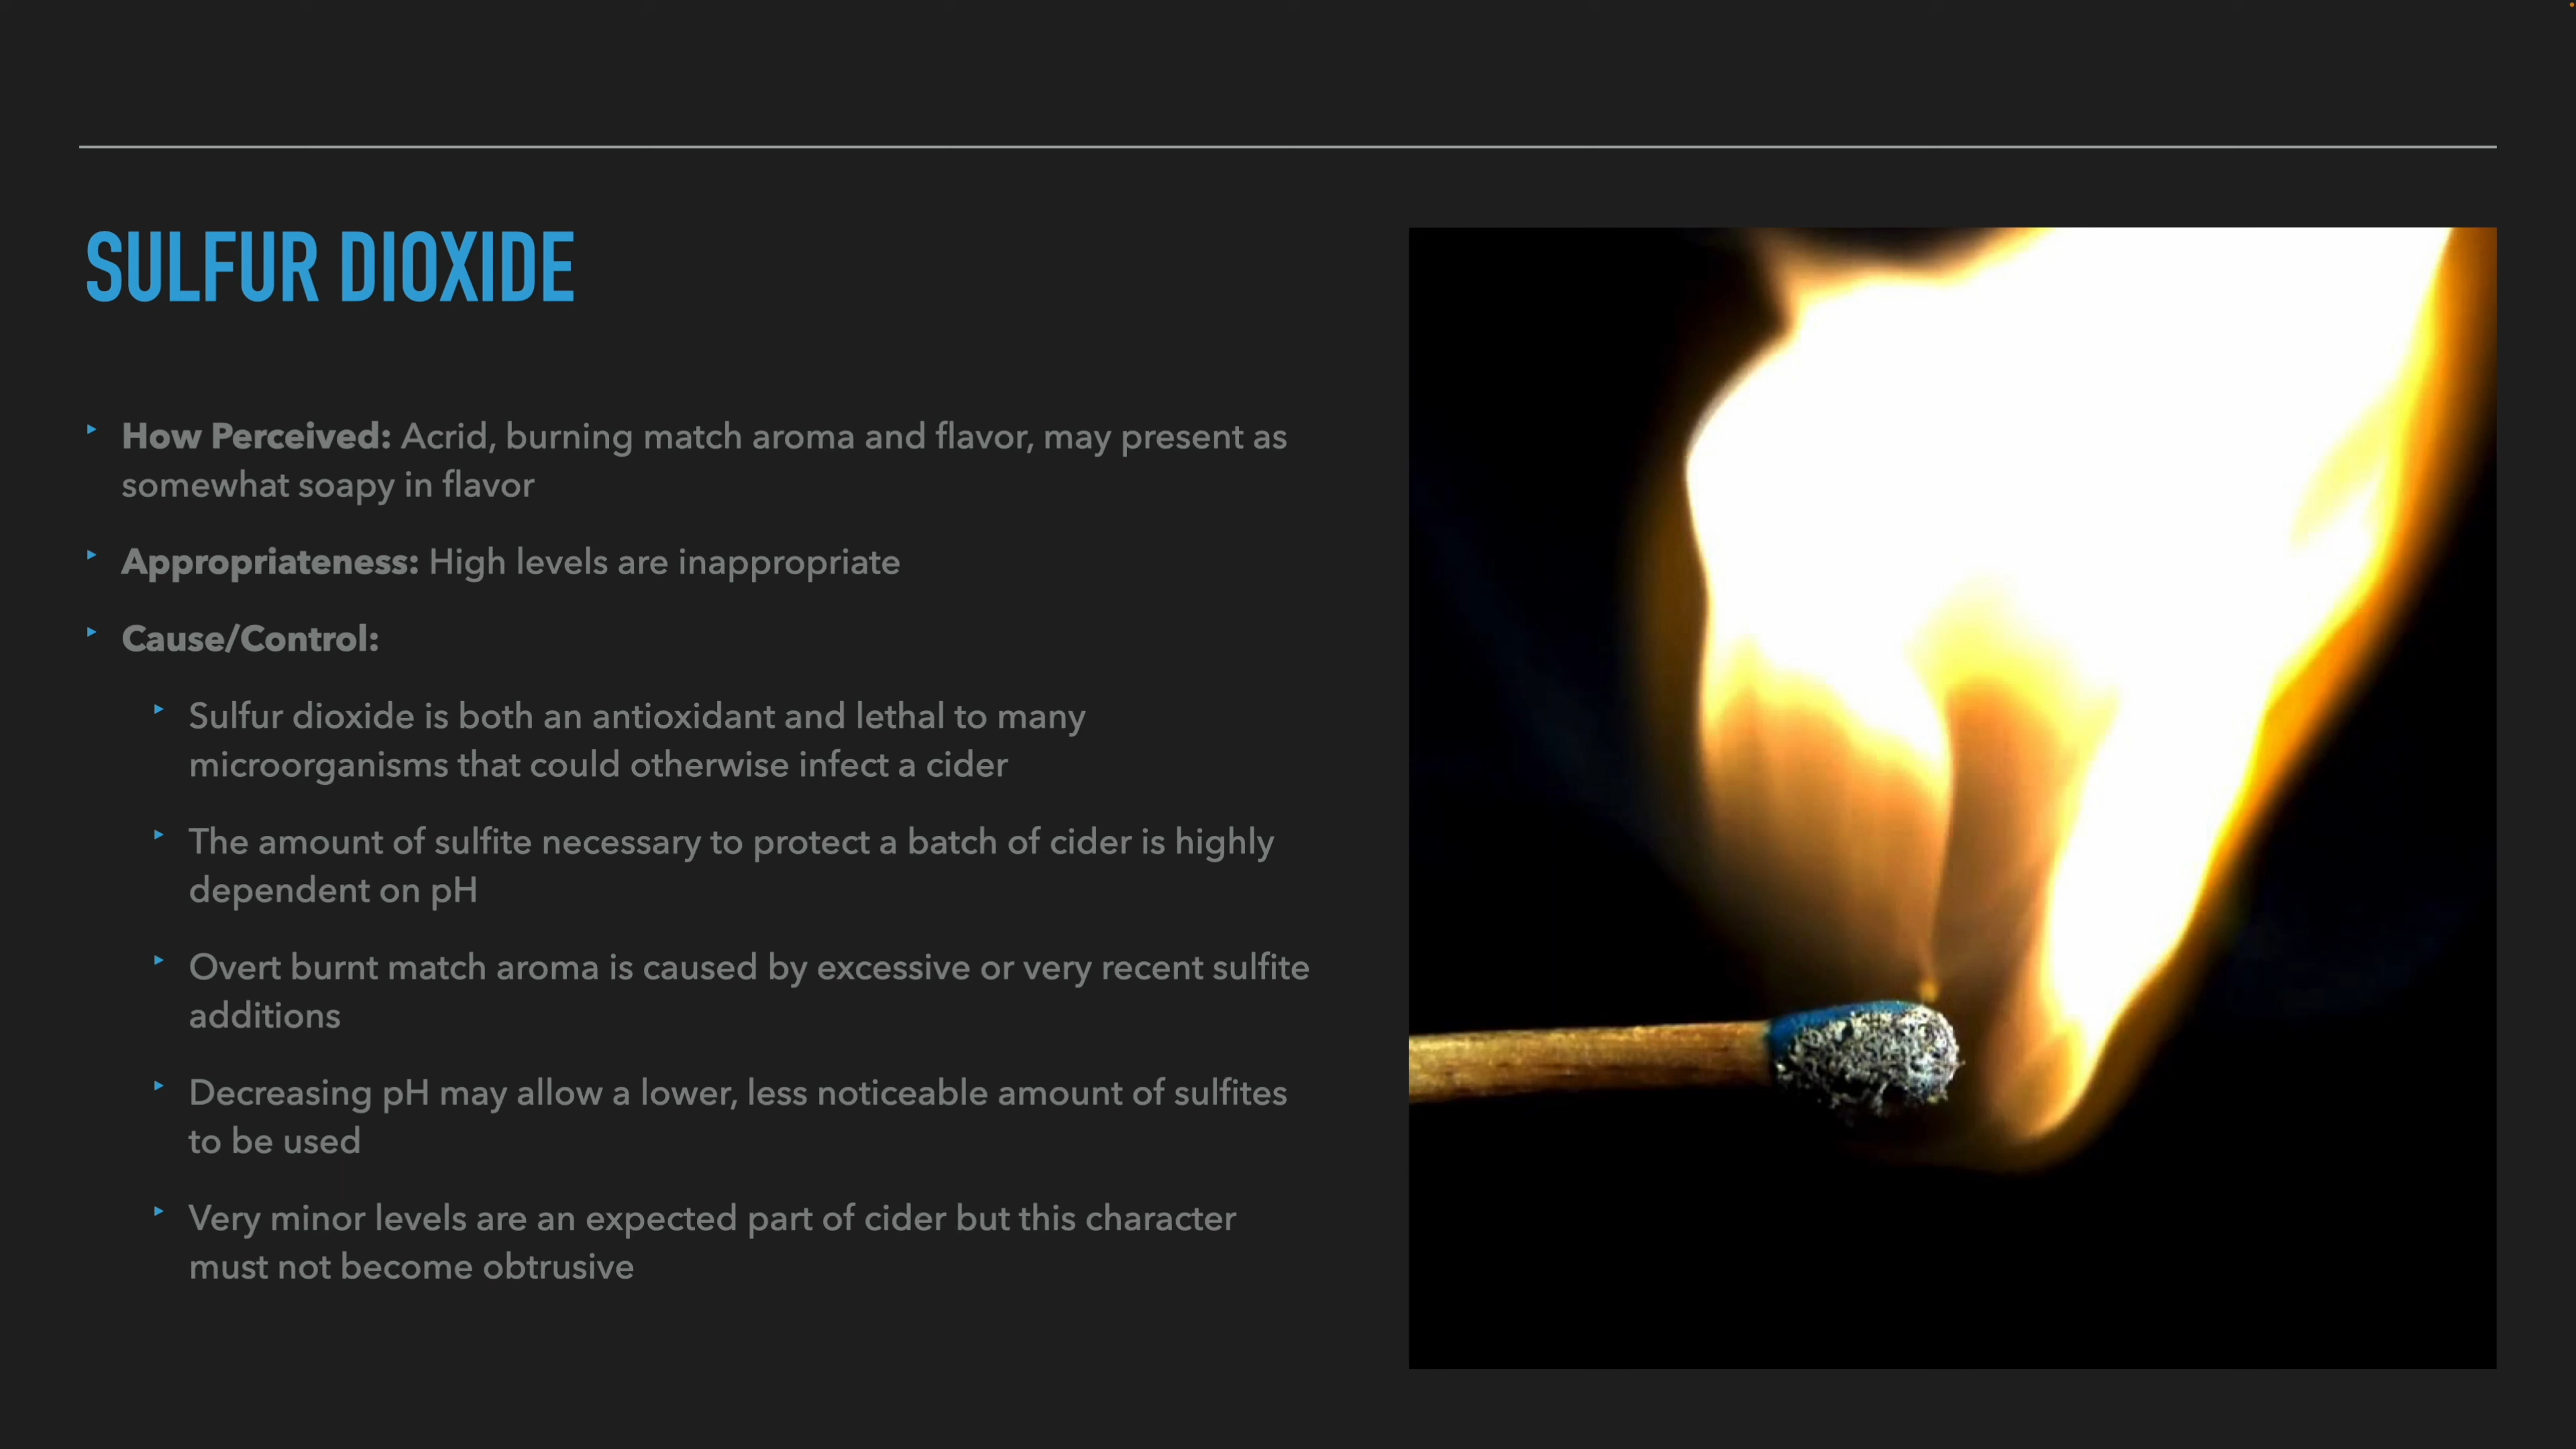 SULFUR DIOXIDE
How Perceived: Acrid, burning match aroma and flavor, may present as
somewhat soapy in flavor
Appropriateness: High levels are inappropriate
Cause/Control:
Sulfur dioxide is both an antioxidant and lethal to many
microorganisms that could otherwise infect a cider
The amount of sulfite necessary to protect a batch of cider is highly
dependent on pH
Overt burnt match aroma is caused by excessive or very recent sulfite
additions
Decreasing pH may allow a lower, less noticeable amount of sulfites
to be used
Very minor levels are an expected part of cider but this character
must not become obtrusive